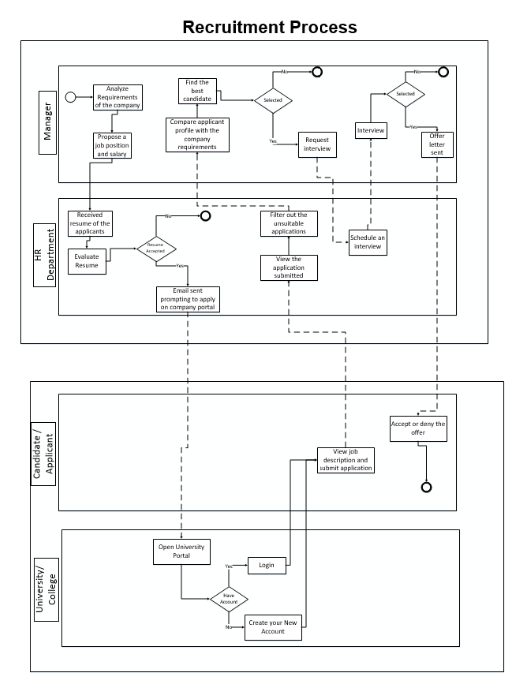 Recruitment Process
Manager
Analyze
Requirements
of the company
Propose a
job position
and salary
Find the
best
candidate
Compare applicant
profile with the
company
requirements
Selected
No
Yes
Request
interview
Interview
Selected
No
Yes
Offer
letter
sent
HR
Department
Received
resume of the
applicants
Evaluate
Resume
Resume
Accepted
No
Yes
Email sent
prompting to apply
on company portal
Filter out the
unsuitable
applications
View the
application
submitted
Schedule an
interview
Candidate /
Applicant
Accept or deny the
offer
View job
description and
submit application
University/
College
Open University
Portal
Have
Account
Yes
No
Login
Create your New
Account